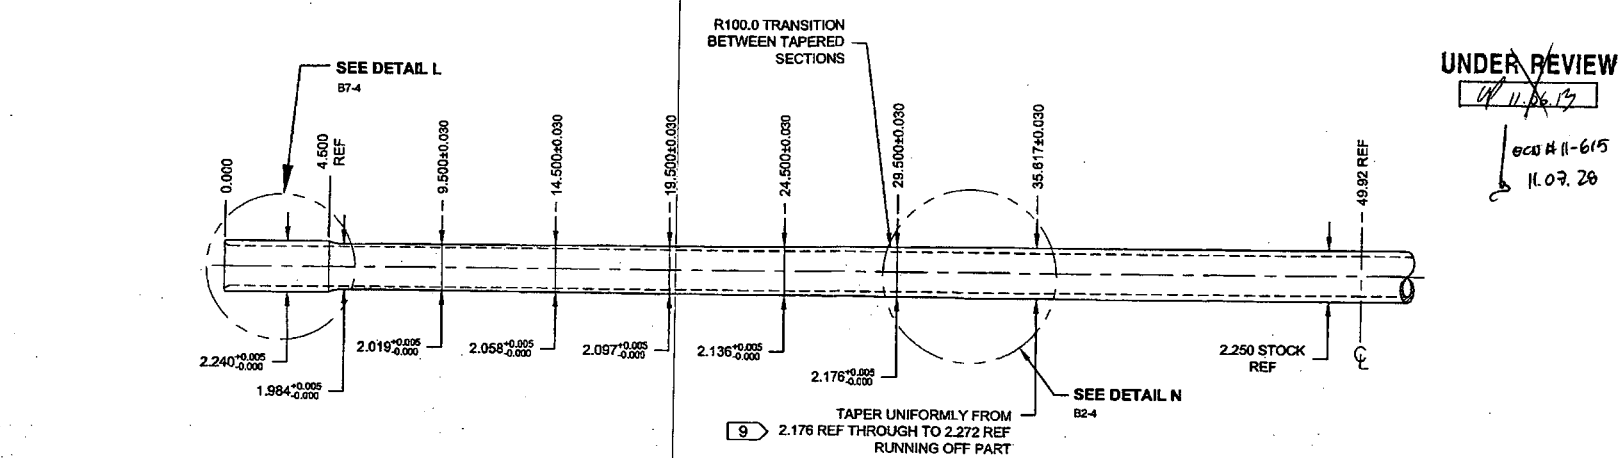 R100.0 TRANSITION
BETWEEN TAPERED
SECTIONS
UNDER REVIEW
11.06.13
ECN # 11-615
11.07.28
SEE DETAIL L
B7-4
0.000
4.500
REF
9.500±0.030
14.500±0.030
19.500±0.030
24.500±0.030
29.500±0.030
35.617±0.030
49.92 REF
2.240 +0.005 -0.000
1.984 +0.005 -0.000
2.019 +0.005 -0.000
2.058 +0.005 -0.000
2.097 +0.005 -0.000
2.136 +0.005 -0.000
2.176 +0.005 -0.000
2.250 STOCK
REF
SEE DETAIL N
B2-4
TAPER UNIFORMLY FROM
9 2.176 REF THROUGH TO 2.272 REF
RUNNING OFF PART